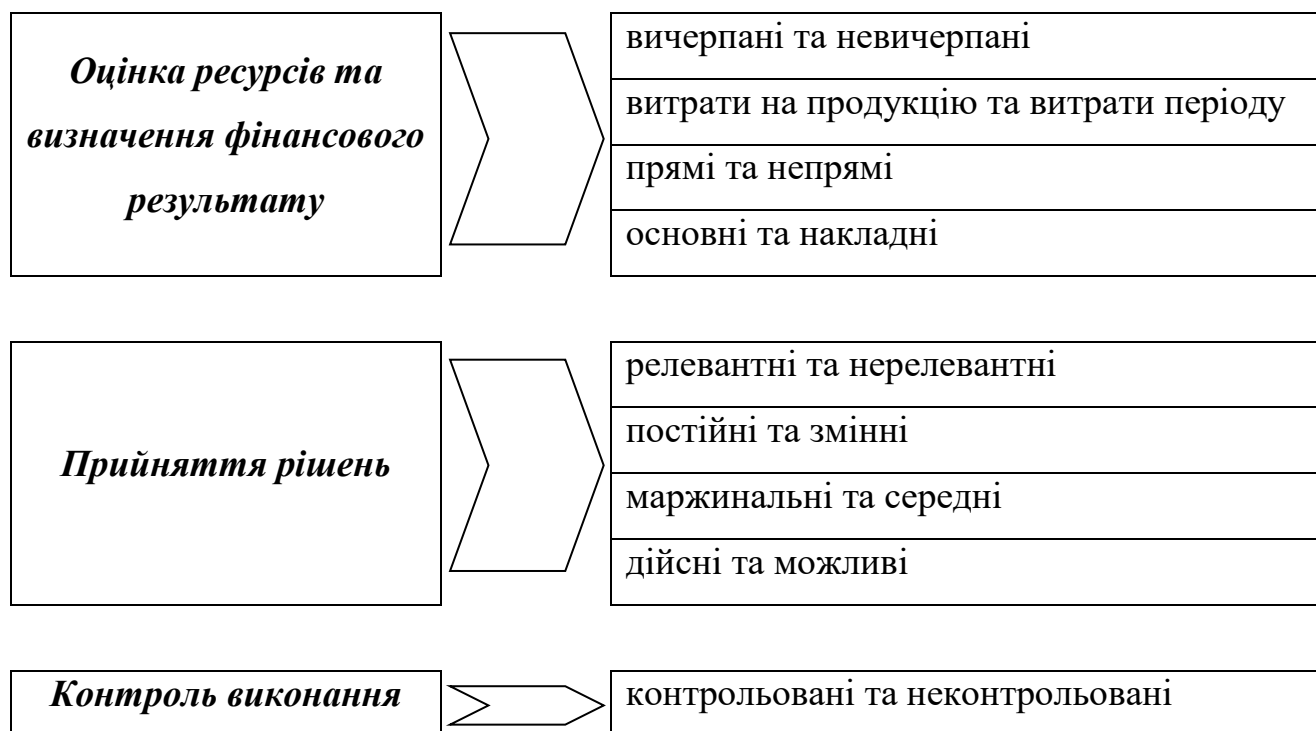 Оцінка ресурсів та
визначення фінансового
результату
вичерпані та невичерпані
витрати на продукцію та витрати періоду
прямі та непрямі
основні та накладні
Прийняття рішень
релевантні та нерелевантні
постійні та змінні
маржинальні та середні
дійсні та можливі
Контроль виконання
контрольовані та неконтрольовані